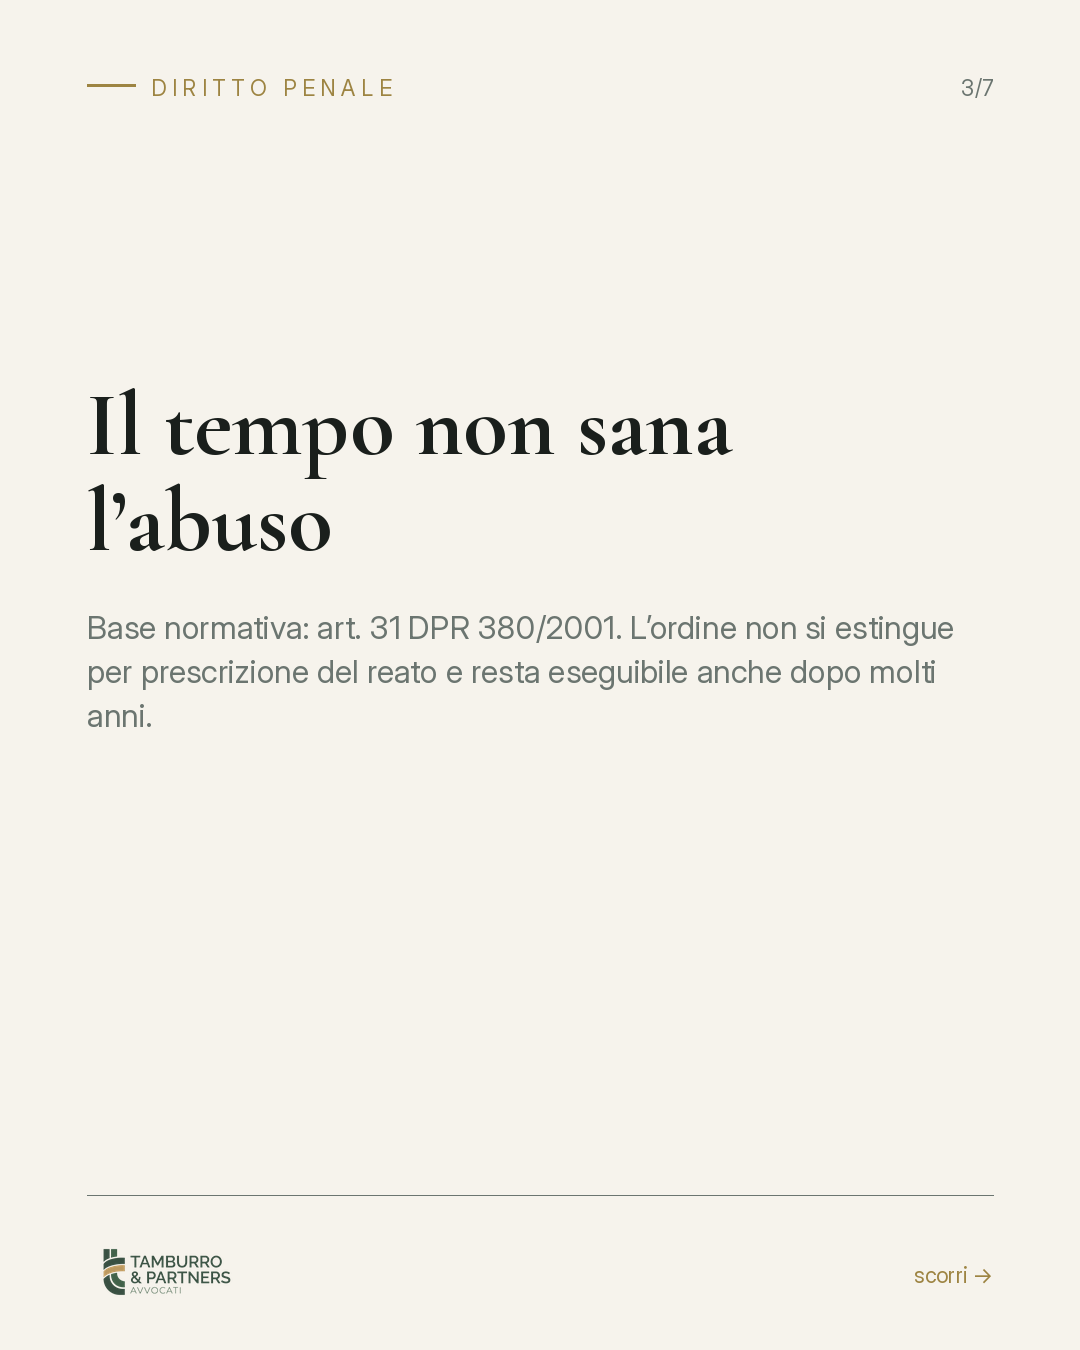 DIRITTO PENALE
3/7
Il tempo non sana
l’abuso
Base normativa: art. 31 DPR 380/2001. L’ordine non si estingue
per prescrizione del reato e resta eseguibile anche dopo molti
anni.
TAMBURRO
& PARTNERS
AVVOCATI
scorri →